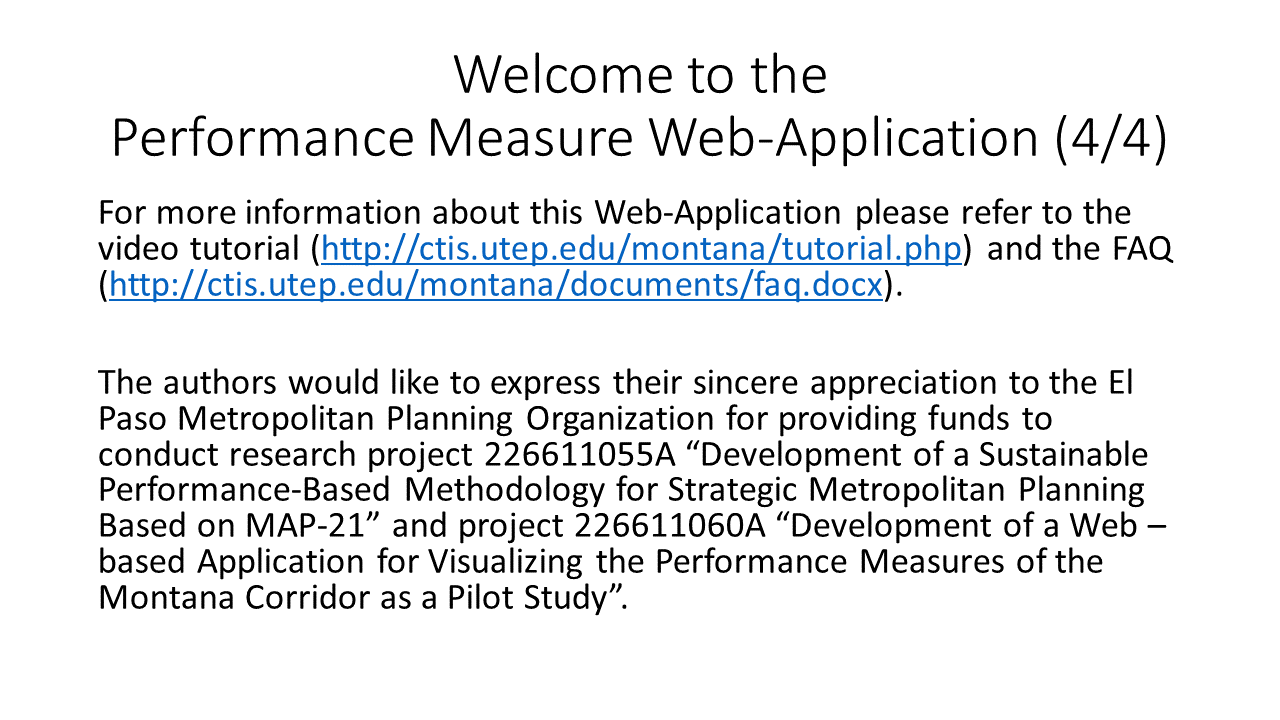 Welcome to the
Performance Measure Web-Application (4/4)
For more information about this Web-Application please refer to the
video tutorial (http://ctis.utep.edu/montana/tutorial.php) and the FAQ
(http://ctis.utep.edu/montana/documents/faq.docx).
The authors would like to express their sincere appreciation to the El
Paso Metropolitan Planning Organization for providing funds to
conduct research project 226611055A “Development of a Sustainable
Performance-Based Methodology for Strategic Metropolitan Planning
Based on MAP-21” and project 226611060A “Development of a Web –
based Application for Visualizing the Performance Measures of the
Montana Corridor as a Pilot Study”.